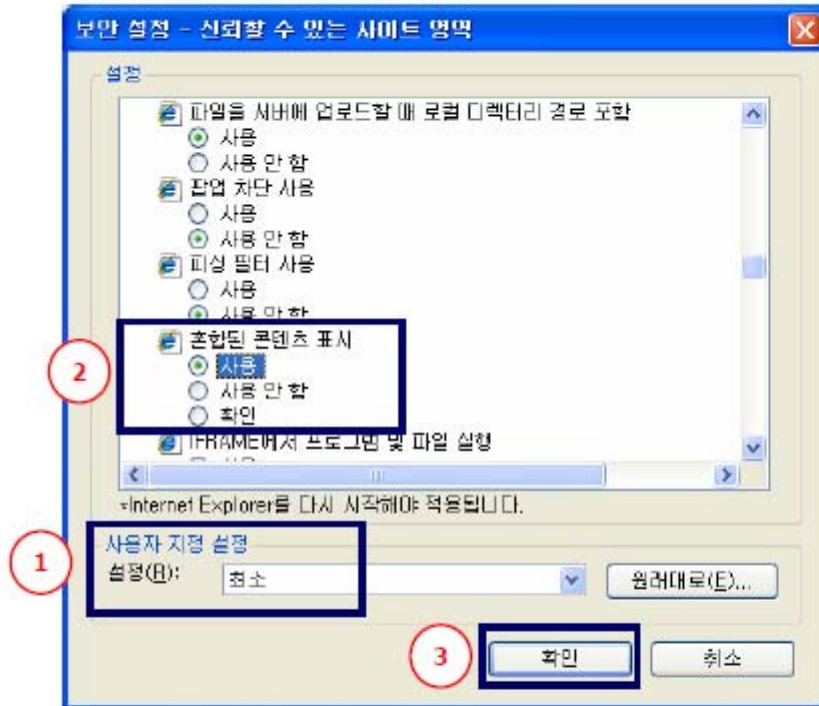 보안 설정 - 신뢰할 수 있는 사이트 영역
설정
파일을 서버에 업로드할 때 로컬 디렉터리 경로 포함
사용
사용 안 함
팝업 차단 사용
사용
사용 안 함
피싱 필터 사용
사용
사용 안 함
혼합된 콘텐츠 표시
2
사용
사용 안 함
확인
IFRAME에서 프로그램 및 파일 실행
*Internet Explorer를 다시 시작해야 적용됩니다.
사용자 지정 설정
1
설정(R): 최소 원래대로(E)...
3 확인 취소